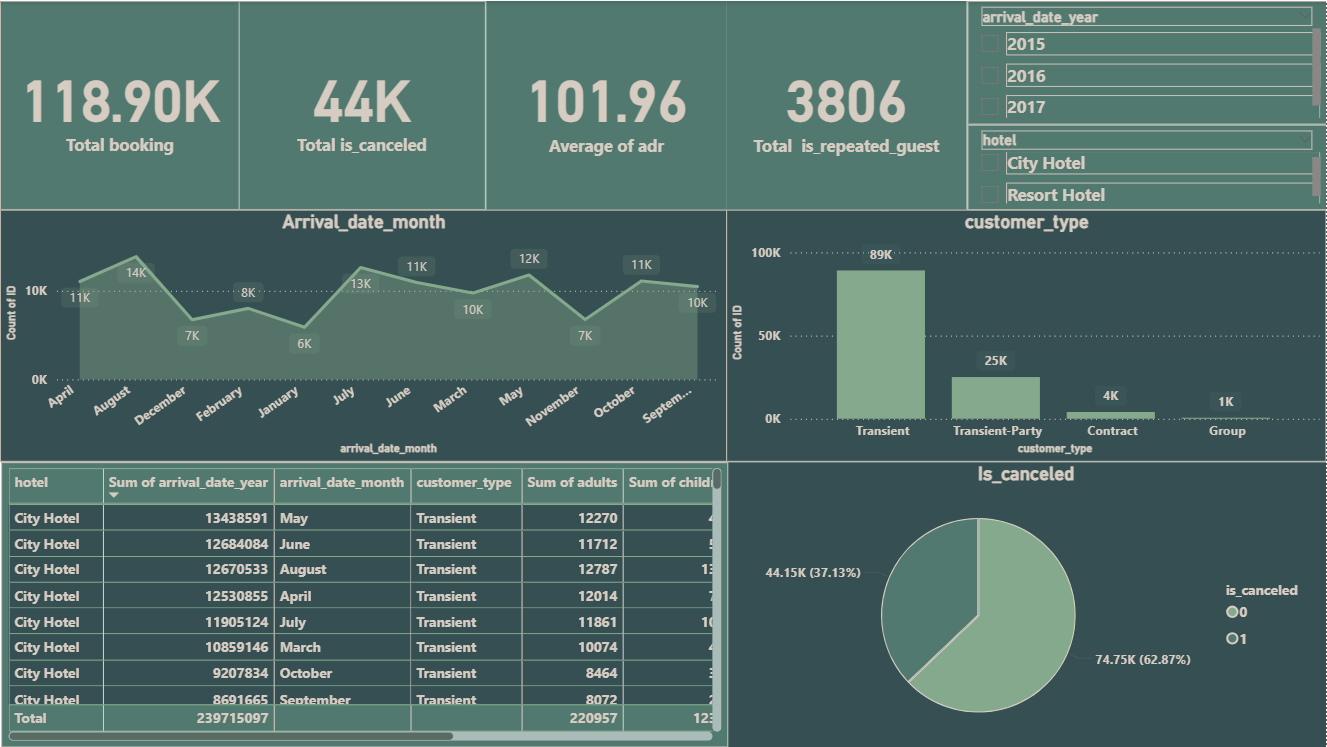 118.90K
Total booking
44K
Total is_canceled
101.96
Average of adr
3806
Total is_repeated_guest
arrival_date_year
2015
2016
2017
hotel
City Hotel
Resort Hotel
Arrival_date_month
Count of ID
10K
0K
11K
14K
7K
8K
6K
13K
11K
10K
12K
7K
11K
10K
April
August
December
February
January
July
June
March
May
November
October
Septem...
arrival_date_month
customer_type
Count of ID
100K
50K
0K
89K
25K
4K
1K
Transient
Transient-Party
Contract
Group
customer_type
hotel Sum of arrival_date_year arrival_date_month customer_type Sum of adults Sum of childr
City Hotel 13438591 May Transient 12270 4
City Hotel 12684084 June Transient 11712 5
City Hotel 12670533 August Transient 12787 13
City Hotel 12530855 April Transient 12014 7
City Hotel 11905124 July Transient 11861 10
City Hotel 10859146 March Transient 10074 4
City Hotel 9207834 October Transient 8464 3
City Hotel 8691665 September Transient 8072 2
Total 239715097 220957 123
Is_canceled
44.15K (37.13%)
74.75K (62.87%)
is_canceled
0
1